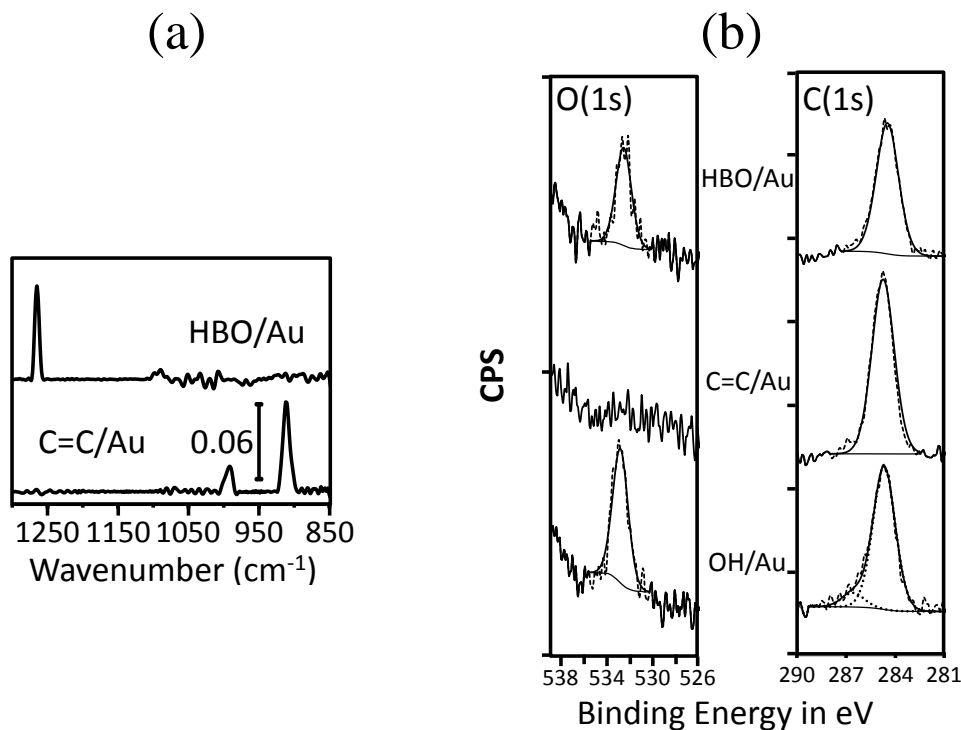 (a)
(b)
HBO/Au
C=C/Au
0.06
1250 1150 1050 950 850
Wavenumber (cm⁻¹)
CPS
O(1s)
C(1s)
HBO/Au
C=C/Au
OH/Au
538 534 530 526
290 287 284 281
Binding Energy in eV